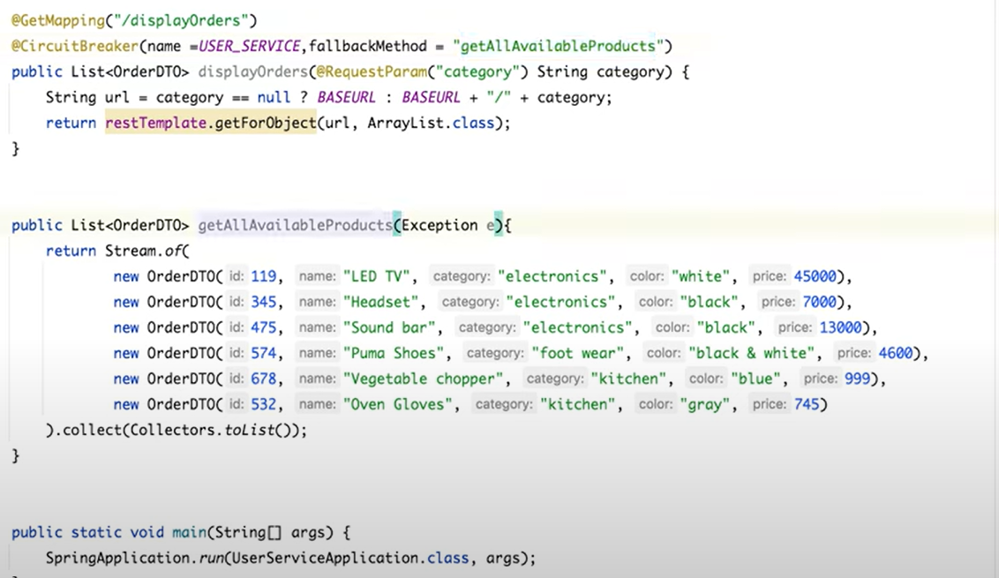 @GetMapping("/displayOrders")
@CircuitBreaker(name =USER_SERVICE,fallbackMethod = "getAllAvailableProducts")
public List<OrderDTO> displayOrders(@RequestParam("category") String category) {
String url = category == null ? BASEURL : BASEURL + "/" + category;
return restTemplate.getForObject(url, ArrayList.class);
}
public List<OrderDTO> getAllAvailableProducts(Exception e){
return Stream.of(
new OrderDTO( id: 119, name: "LED TV", category: "electronics", color: "white", price: 45000),
new OrderDTO( id: 345, name: "Headset", category: "electronics", color: "black", price: 7000),
new OrderDTO( id: 475, name: "Sound bar", category: "electronics", color: "black", price: 13000),
new OrderDTO( id: 574, name: "Puma Shoes", category: "foot wear", color: "black & white", price: 4600),
new OrderDTO( id: 678, name: "Vegetable chopper", category: "kitchen", color: "blue", price: 999),
new OrderDTO( id: 532, name: "Oven Gloves", category: "kitchen", color: "gray", price: 745)
).collect(Collectors.toList());
}
public static void main(String[] args) {
SpringApplication.run(UserServiceApplication.class, args);